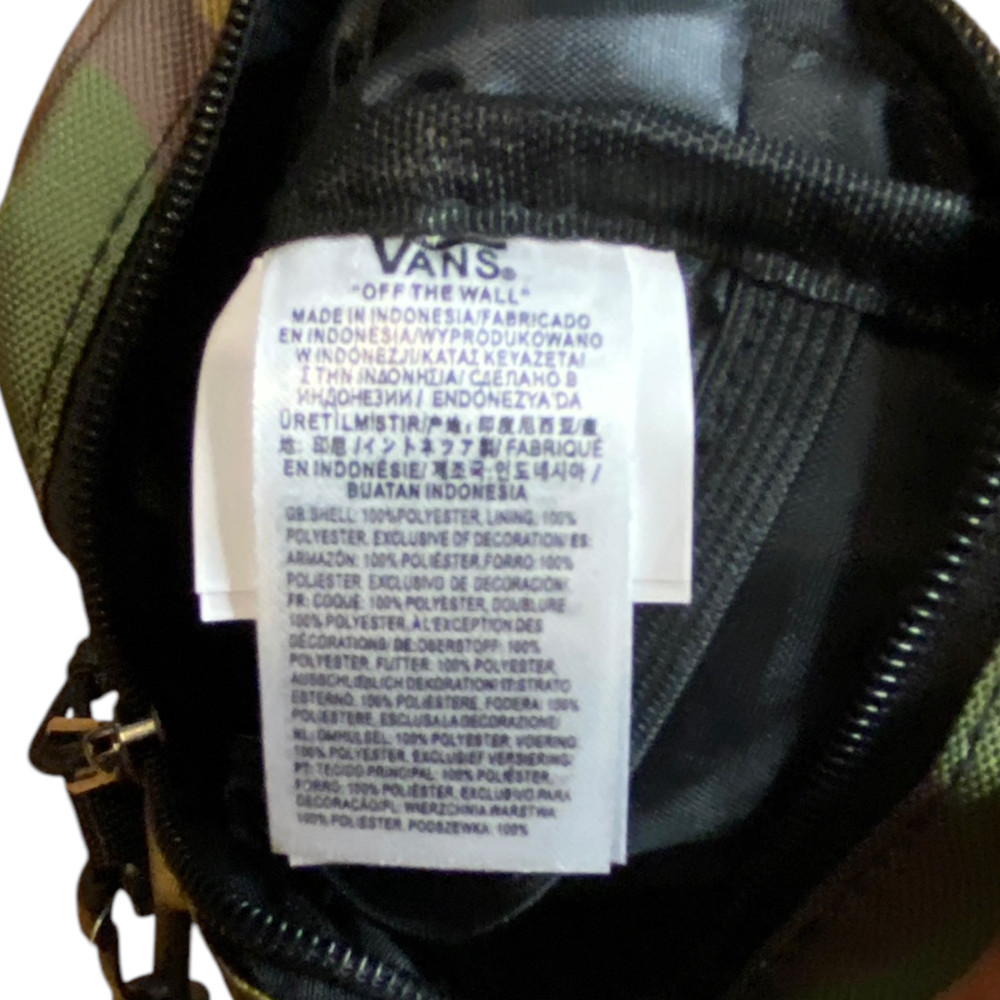 VANS®
"OFF THE WALL"
MADE IN INDONESIA/FABRICADO
EN INDONESIA/WYPRODUKOWANO
W INDONEZJI/ΚΑΤΑΣΚΕΥΑΖΕΤΑΙ
ΣΤΗΝ ΙΝΔΟΝΗΣΙΑ/ СДЕЛАНО В
ИНДОНЕЗИИ / ENDONEZYA'DA
ÜRETİLMİSTİR/产地: 印度尼西亚/產
地: 印尼 /インドネシア製/ FABRIQUÉ
EN INDONÉSIE/ 제조국:인도네시아 /
BUATAN INDONESIA
GB:SHELL: 100%POLYESTER, LINING: 100%
POLYESTER, EXCLUSIVE OF DECORATION/ ES:
ARMAZÓN: 100% POLIÉSTER, FORRO:100%
POLIÉSTER, EXCLUSIVO DE DECORACIÓN/
FR: COQUE: 100% POLYESTER, DOUBLURE:
100% POLYESTER, À L'EXCEPTION DES
DÉCORATIONS/ DE:OBERSTOFF: 100%
POLYESTER, FUTTER: 100% POLYESTER,
AUSSCHLIEßLICH DEKORATION/ IT:STRATO
ESTERNO: 100% POLIESTERE, FODERA: 100%
POLIESTERE, ESCLUSA LA DECORAZIONE/
NL: OMHULSEL: 100% POLYESTER, VOERING:
100% POLYESTER, EXCLUSIEF VERSIERING/
PT: TECIDO PRINCIPAL: 100% POLIÉSTER,
FORRO: 100% POLIÉSTER, EXCLUSIVO PARA
DECORAÇÃO/PL: WIERZCHNIA WARSTWA:
100% POLIESTER, PODSZEWKA: 100%